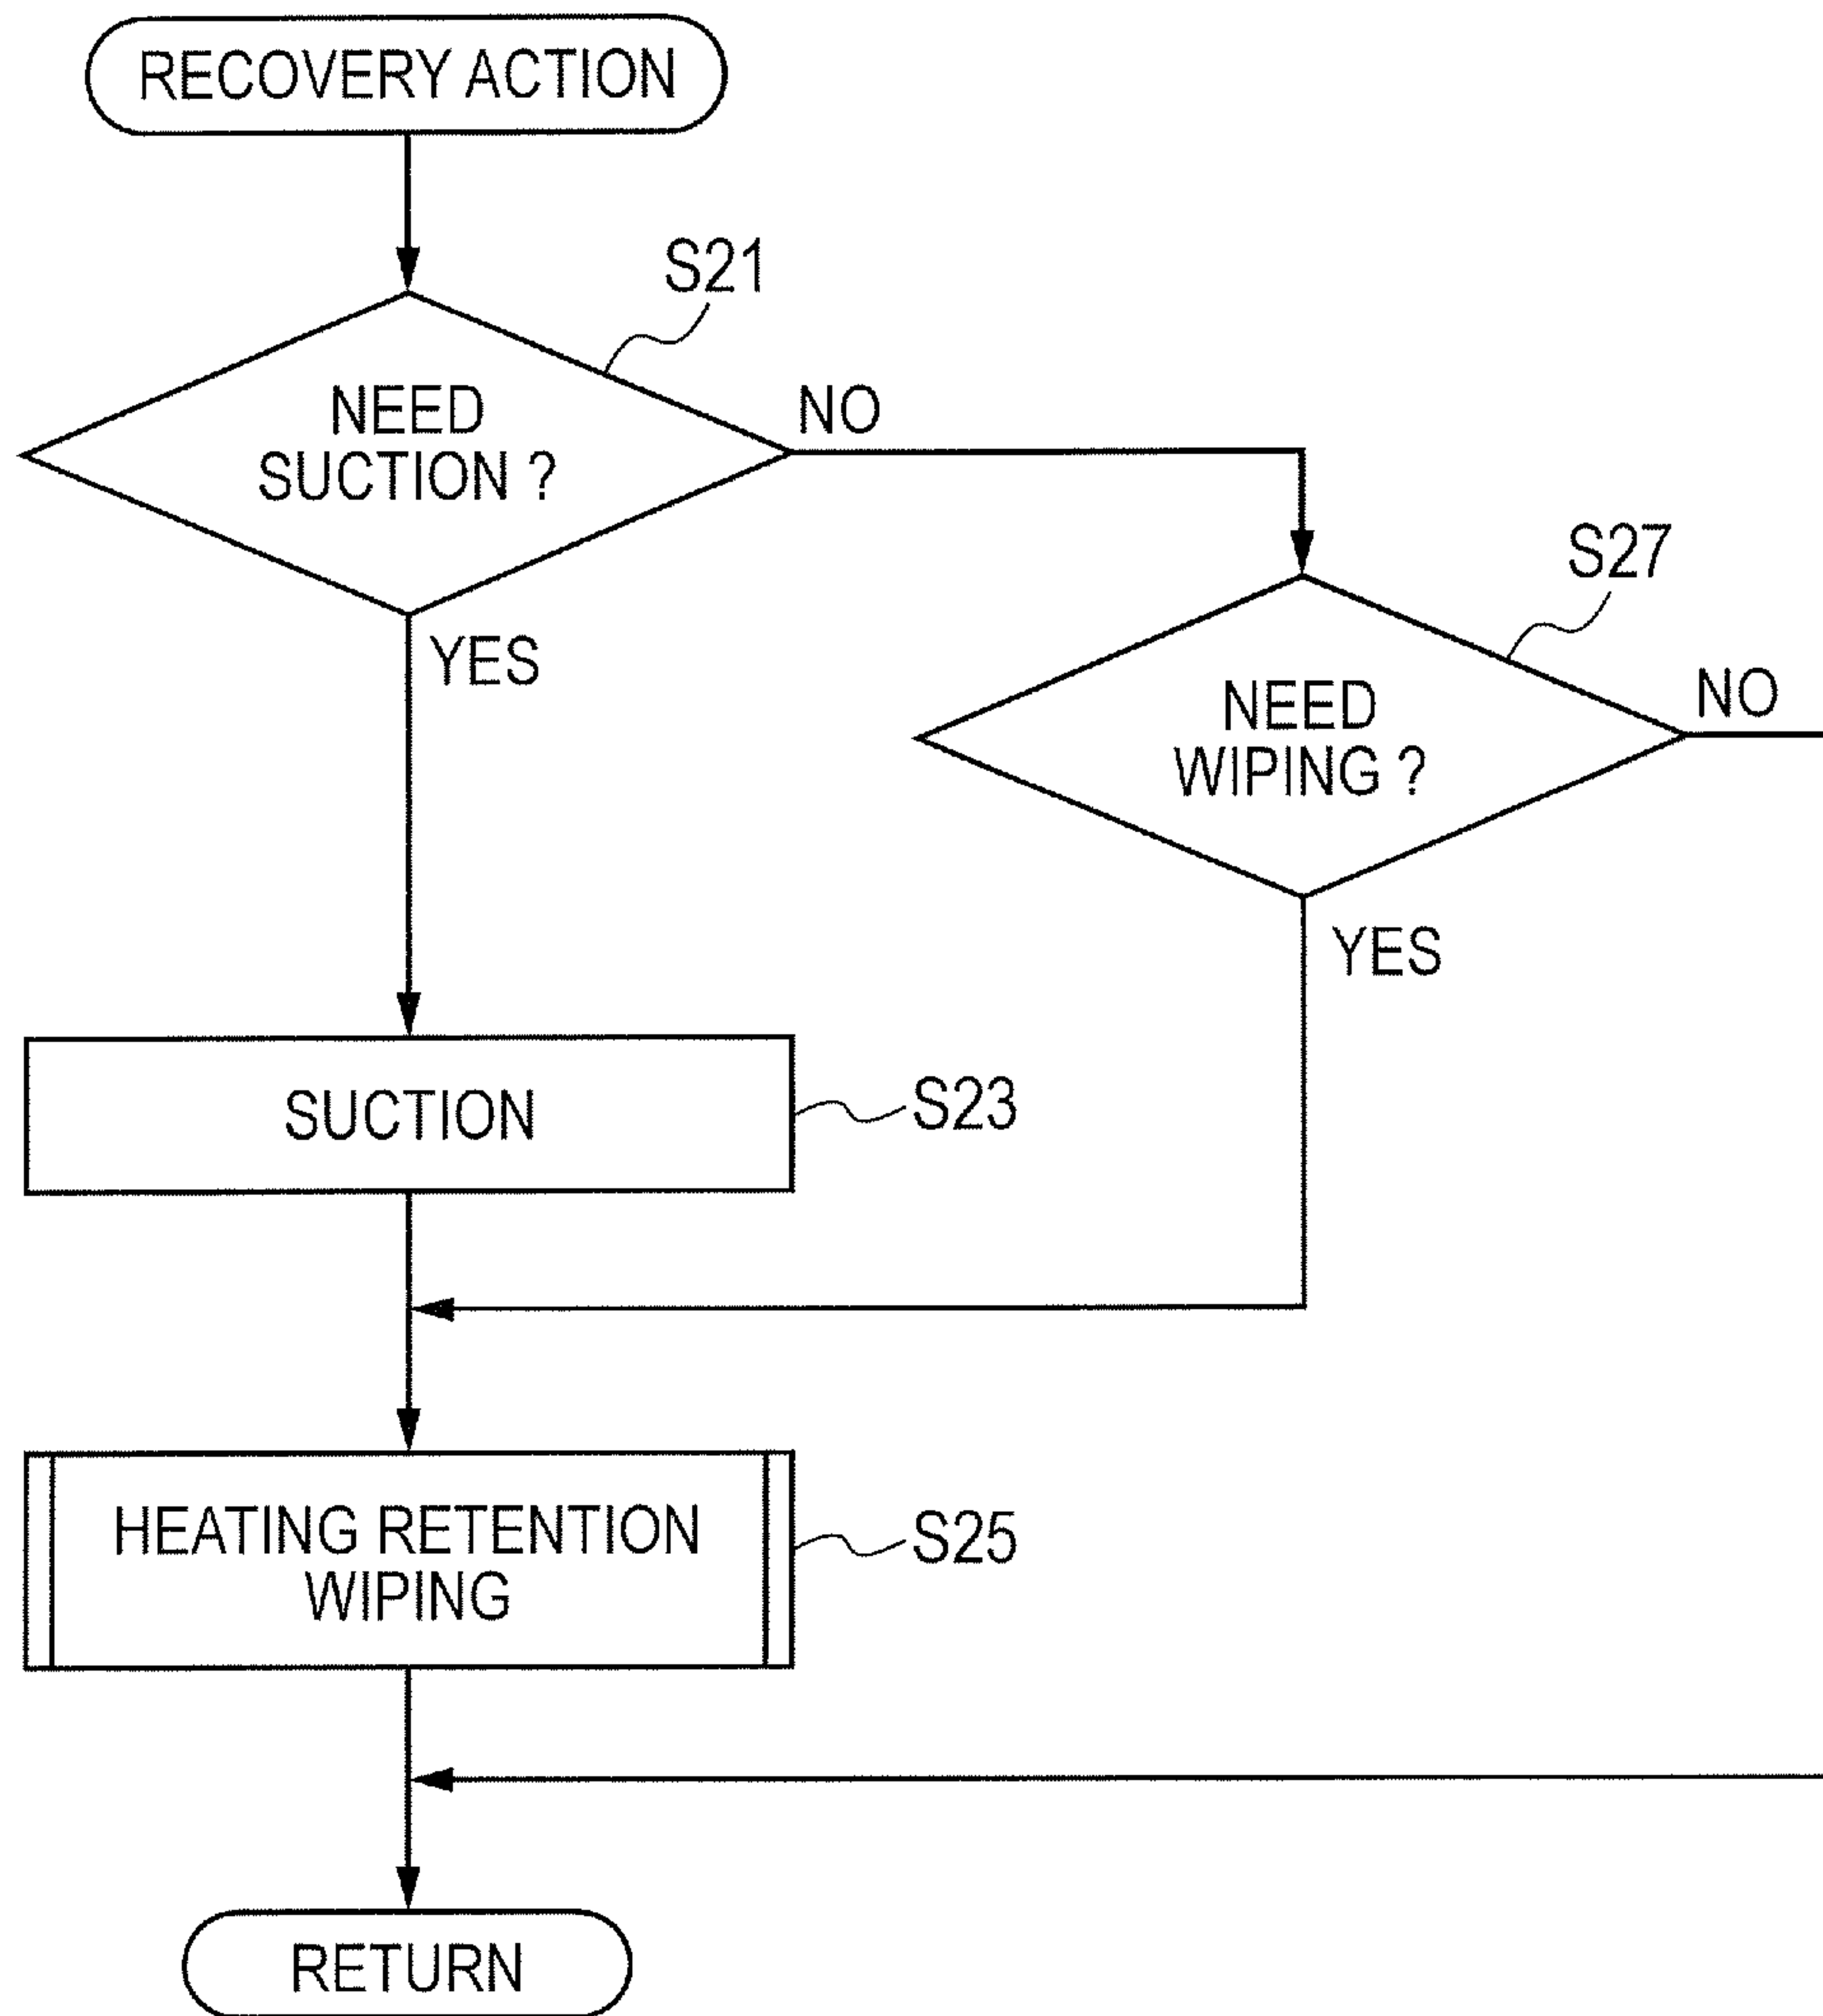 RECOVERY ACTION
S21
NEED
SUCTION ?
NO
YES
S27
NEED
WIPING ?
NO
YES
SUCTION
S23
HEATING RETENTION
WIPING
S25
RETURN